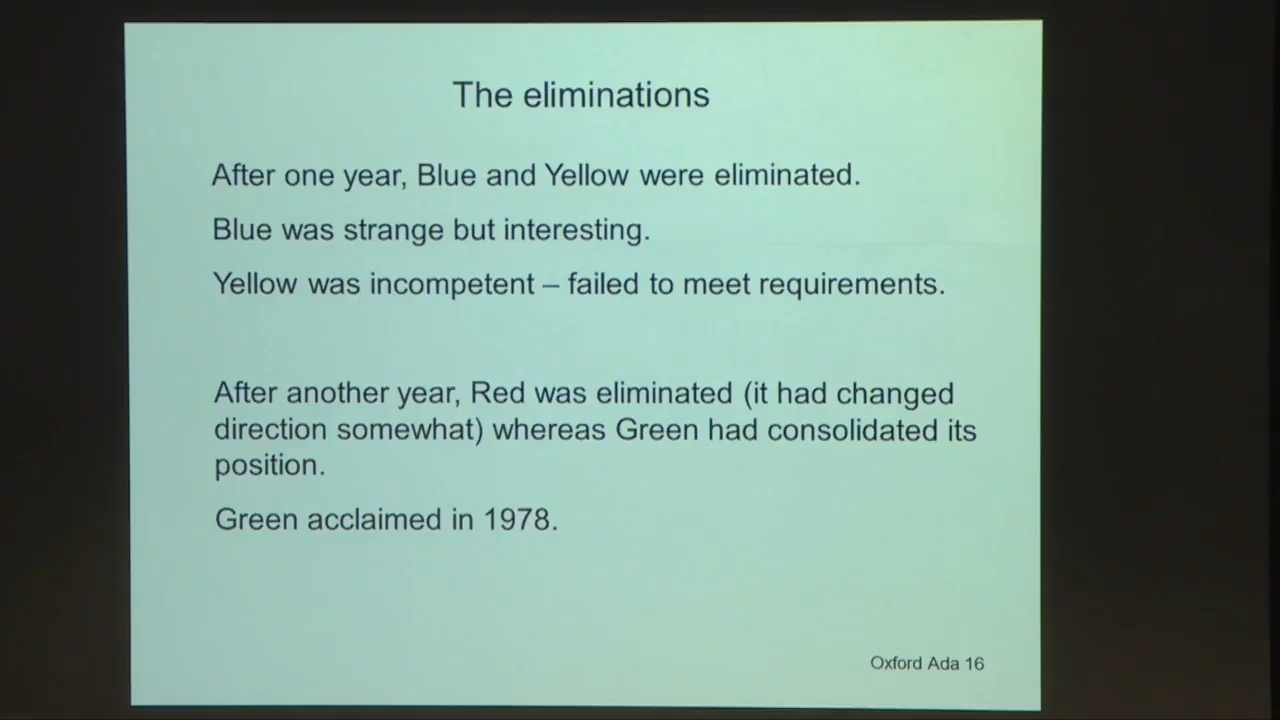 The eliminations
After one year, Blue and Yellow were eliminated.
Blue was strange but interesting.
Yellow was incompetent – failed to meet requirements.
After another year, Red was eliminated (it had changed
direction somewhat) whereas Green had consolidated its
position.
Green acclaimed in 1978.
Oxford Ada 16